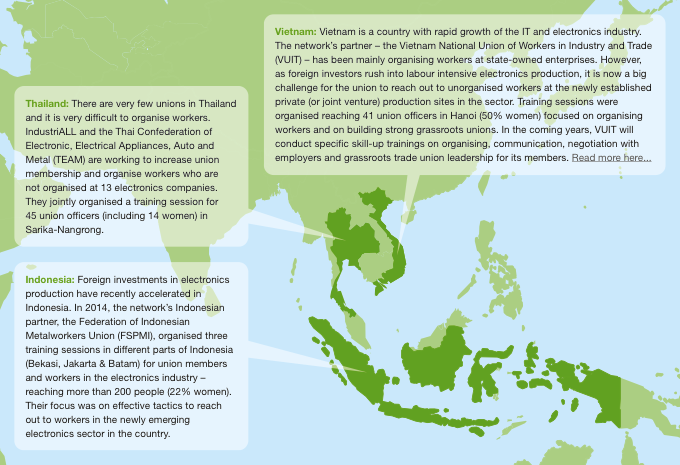 Vietnam: Vietnam is a country with rapid growth of the IT and electronics industry.
The network's partner – the Vietnam National Union of Workers in Industry and Trade
(VUIT) – has been mainly organising workers at state-owned enterprises. However,
as foreign investors rush into labour intensive electronics production, it is now a big
challenge for the union to reach out to unorganised workers at the newly established
private (or joint venture) production sites in the sector. Training sessions were
organised reaching 41 union officers in Hanoi (50% women) focused on organising
workers and on building strong grassroots unions. In the coming years, VUIT will
conduct specific skill-up trainings on organising, communication, negotiation with
employers and grassroots trade union leadership for its members. Read more here...
Thailand: There are very few unions in Thailand
and it is very difficult to organise workers.
IndustriALL and the Thai Confederation of
Electronic, Electrical Appliances, Auto and
Metal (TEAM) are working to increase union
membership and organise workers who are
not organised at 13 electronics companies.
They jointly organised a training session for
45 union officers (including 14 women) in
Sarika-Nangrong.
Indonesia: Foreign investments in electronics
production have recently accelerated in
Indonesia. In 2014, the network's Indonesian
partner, the Federation of Indonesian
Metalworkers Union (FSPMI), organised three
training sessions in different parts of Indonesia
(Bekasi, Jakarta & Batam) for union members
and workers in the electronics industry –
reaching more than 200 people (22% women).
Their focus was on effective tactics to reach
out to workers in the newly emerging
electronics sector in the country.